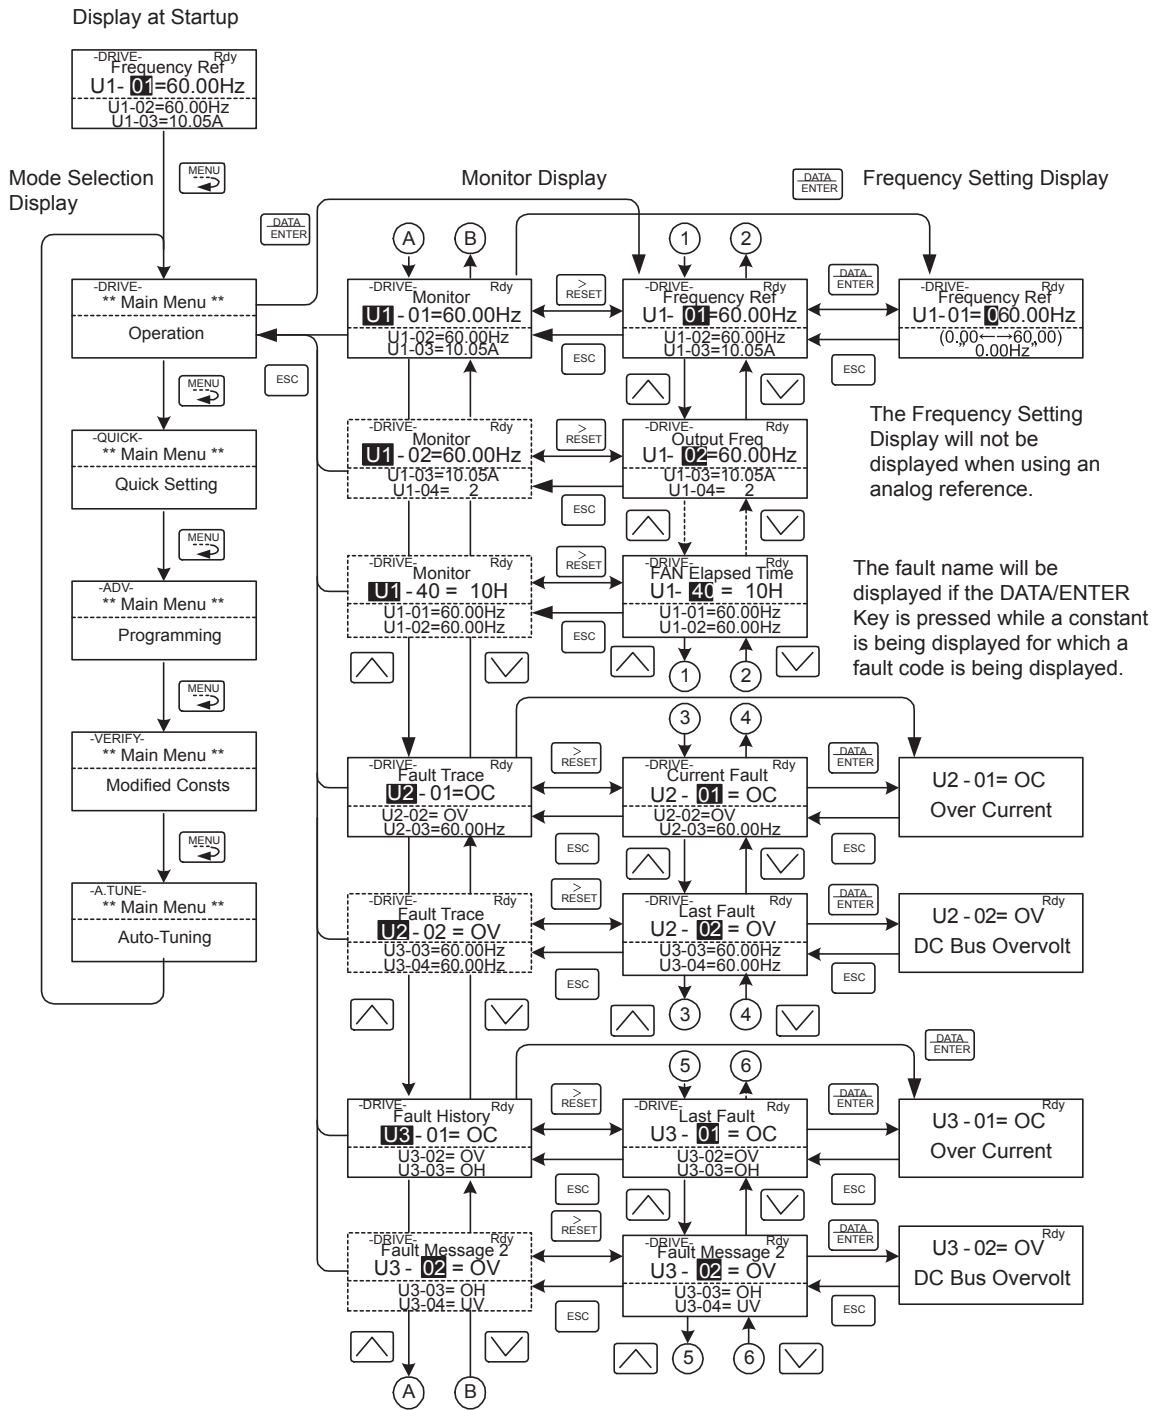 Display at Startup
-DRIVE- Rdy
Frequency Ref
U1- 01=60.00Hz
U1-02=60.00Hz
U1-03=10.05A
MENU
Mode Selection
Display
Monitor Display
DATA
ENTER
Frequency Setting Display
DATA
ENTER
A
B
1
2
-DRIVE-
** Main Menu **
Operation
-DRIVE- Rdy
Monitor
U1 - 01=60.00Hz
U1-02=60.00Hz
U1-03=10.05A
>
RESET
ESC
-DRIVE- Rdy
Frequency Ref
U1- 01=60.00Hz
U1-02=60.00Hz
U1-03=10.05A
DATA
ENTER
ESC
-DRIVE- Rdy
Frequency Ref
U1-01= 060.00Hz
(0.00←→60.00)
” 0.00Hz”
ESC
MENU
The Frequency Setting
Display will not be
displayed when using an
analog reference.
-QUICK-
** Main Menu **
Quick Setting
-DRIVE- Rdy
Monitor
U1 - 02=60.00Hz
U1-03=10.05A
U1-04= 2
>
RESET
ESC
-DRIVE- Rdy
Output Freq
U1- 02=60.00Hz
U1-03=10.05A
U1-04= 2
MENU
-ADV-
** Main Menu **
Programming
-DRIVE- Rdy
Monitor
U1 - 40 = 10H
U1-01=60.00Hz
U1-02=60.00Hz
>
RESET
ESC
-DRIVE- Rdy
FAN Elapsed Time
U1- 40 = 10H
U1-01=60.00Hz
U1-02=60.00Hz
1
2
The fault name will be
displayed if the DATA/ENTER
Key is pressed while a constant
is being displayed for which a
fault code is being displayed.
MENU
3
4
-VERIFY-
** Main Menu **
Modified Consts
-DRIVE- Rdy
Fault Trace
U2 - 01=OC
U2-02= OV
U2-03=60.00Hz
>
RESET
ESC
-DRIVE- Rdy
Current Fault
U2 - 01 = OC
U2-02=OV
U2-03=60.00Hz
DATA
ENTER
ESC
U2 - 01= OC
Over Current
MENU
-A.TUNE-
** Main Menu **
Auto-Tuning
-DRIVE- Rdy
Fault Trace
U2 - 02 = OV
U3-03=60.00Hz
U3-04=60.00Hz
>
RESET
ESC
-DRIVE- Rdy
Last Fault
U2 - 02 = OV
U3-03=60.00Hz
U3-04=60.00Hz
DATA
ENTER
ESC
Rdy
U2 - 02= OV
DC Bus Overvolt
3
4
DATA
ENTER
5
6
-DRIVE- Rdy
Fault History
U3 - 01= OC
U3-02= OV
U3-03= OH
>
RESET
ESC
-DRIVE- Rdy
Last Fault
U3 - 01 = OC
U3-02=OV
U3-03=OH
DATA
ENTER
ESC
Rdy
U3 - 01= OC
Over Current
-DRIVE- Rdy
Fault Message 2
U3 - 02 = OV
U3-03= OH
U3-04= UV
>
RESET
ESC
-DRIVE- Rdy
Fault Message 2
U3 - 02 = OV
U3-03= OH
U3-04= UV
DATA
ENTER
ESC
Rdy
U3 - 02= OV
DC Bus Overvolt
5
6
A
B